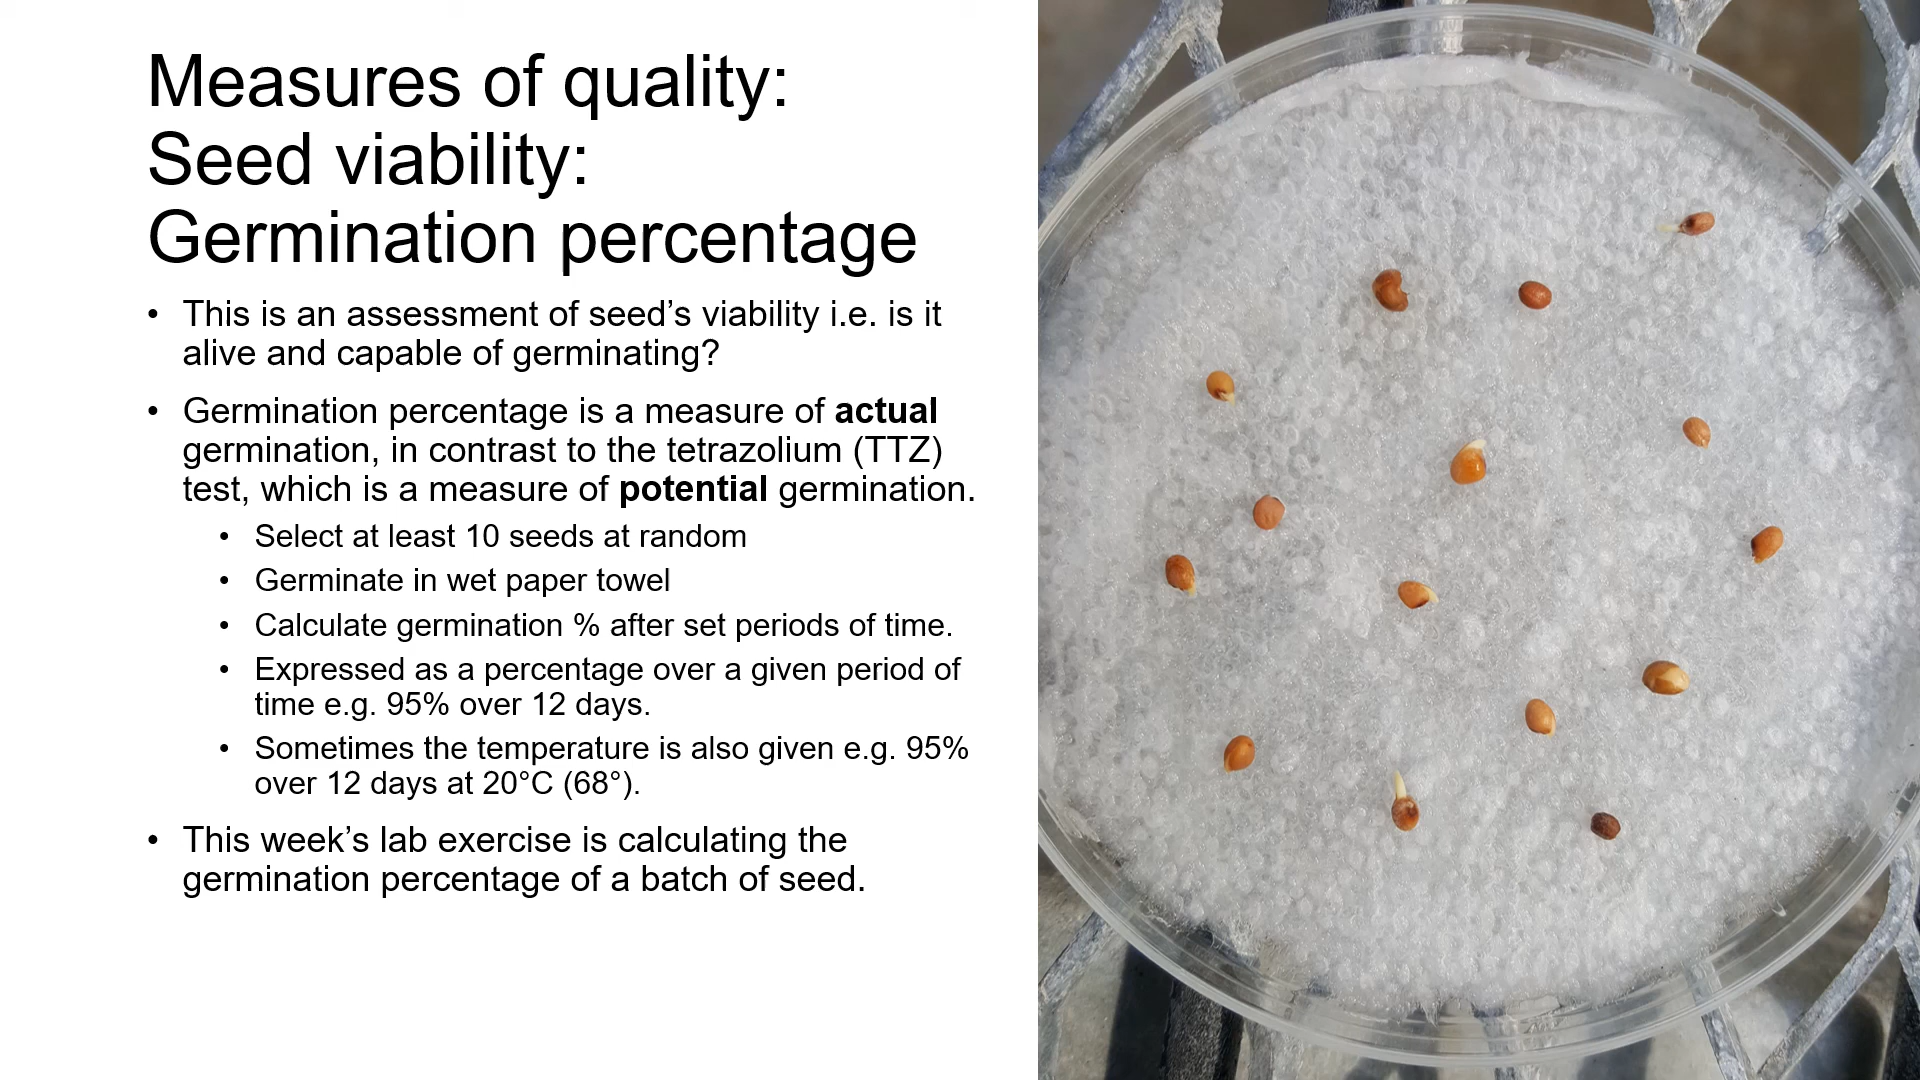 Measures of quality:
Seed viability:
Germination percentage
• This is an assessment of seed’s viability i.e. is it
alive and capable of germinating?
• Germination percentage is a measure of actual
germination, in contrast to the tetrazolium (TTZ)
test, which is a measure of potential germination.
• Select at least 10 seeds at random
• Germinate in wet paper towel
• Calculate germination % after set periods of time.
• Expressed as a percentage over a given period of
time e.g. 95% over 12 days.
• Sometimes the temperature is also given e.g. 95%
over 12 days at 20°C (68°).
• This week’s lab exercise is calculating the
germination percentage of a batch of seed.